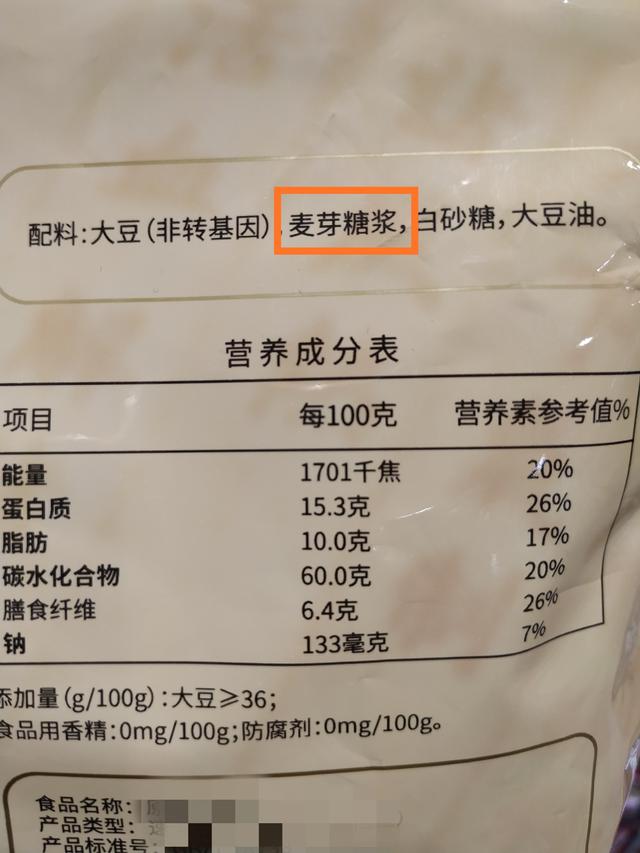 配料:大豆(非转基因),麦芽糖浆,白砂糖,大豆油。
营养成分表
项目 每100克 营养素参考值%
能量 1701千焦 20%
蛋白质 15.3克 26%
脂肪 10.0克 17%
碳水化合物 60.0克 20%
膳食纤维 6.4克 26%
钠 133毫克 7%
添加量(g/100g):大豆≥36;
食品用香精:0mg/100g;防腐剂:0mg/100g。
食品名称:
产品类型:
产品标准号